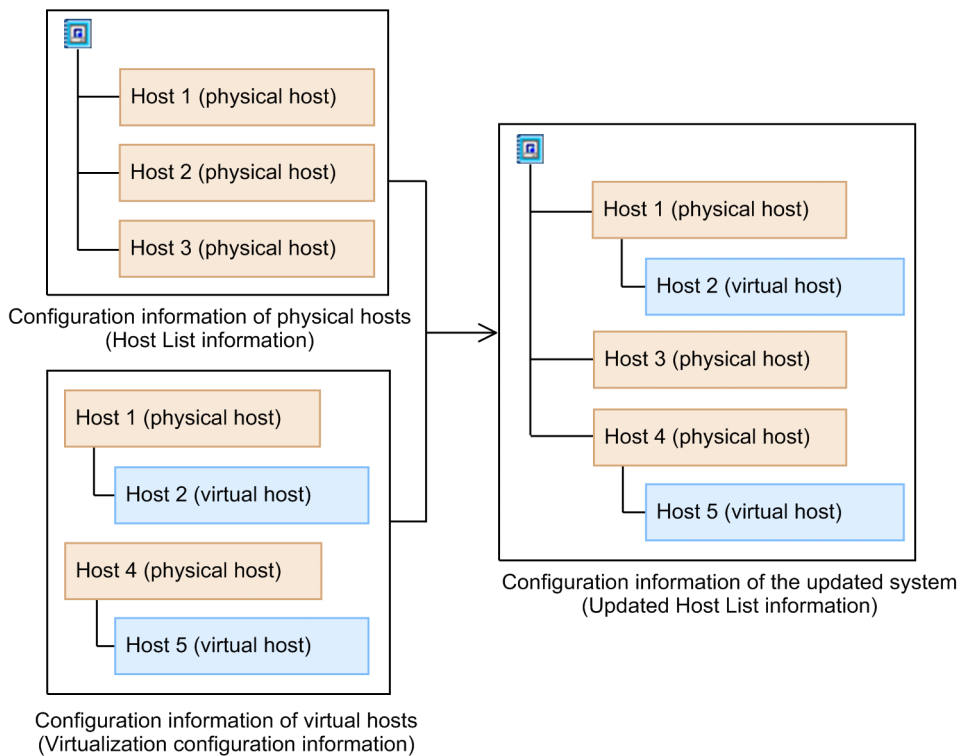 Host 1 (physical host)
Host 2 (physical host)
Host 3 (physical host)
Configuration information of physical hosts
(Host List information)
Host 1 (physical host)
Host 2 (virtual host)
Host 4 (physical host)
Host 5 (virtual host)
Configuration information of virtual hosts
(Virtualization configuration information)
Host 1 (physical host)
Host 2 (virtual host)
Host 3 (physical host)
Host 4 (physical host)
Host 5 (virtual host)
Configuration information of the updated system
(Updated Host List information)